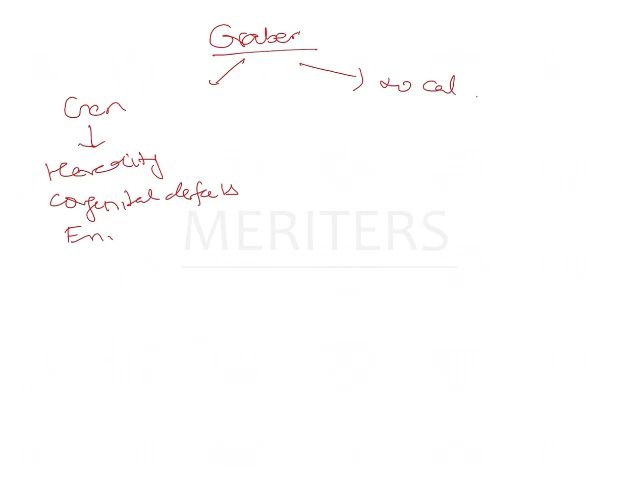 Graber
Gen
local
Heredity
Congenital defects
En.
MERITERS